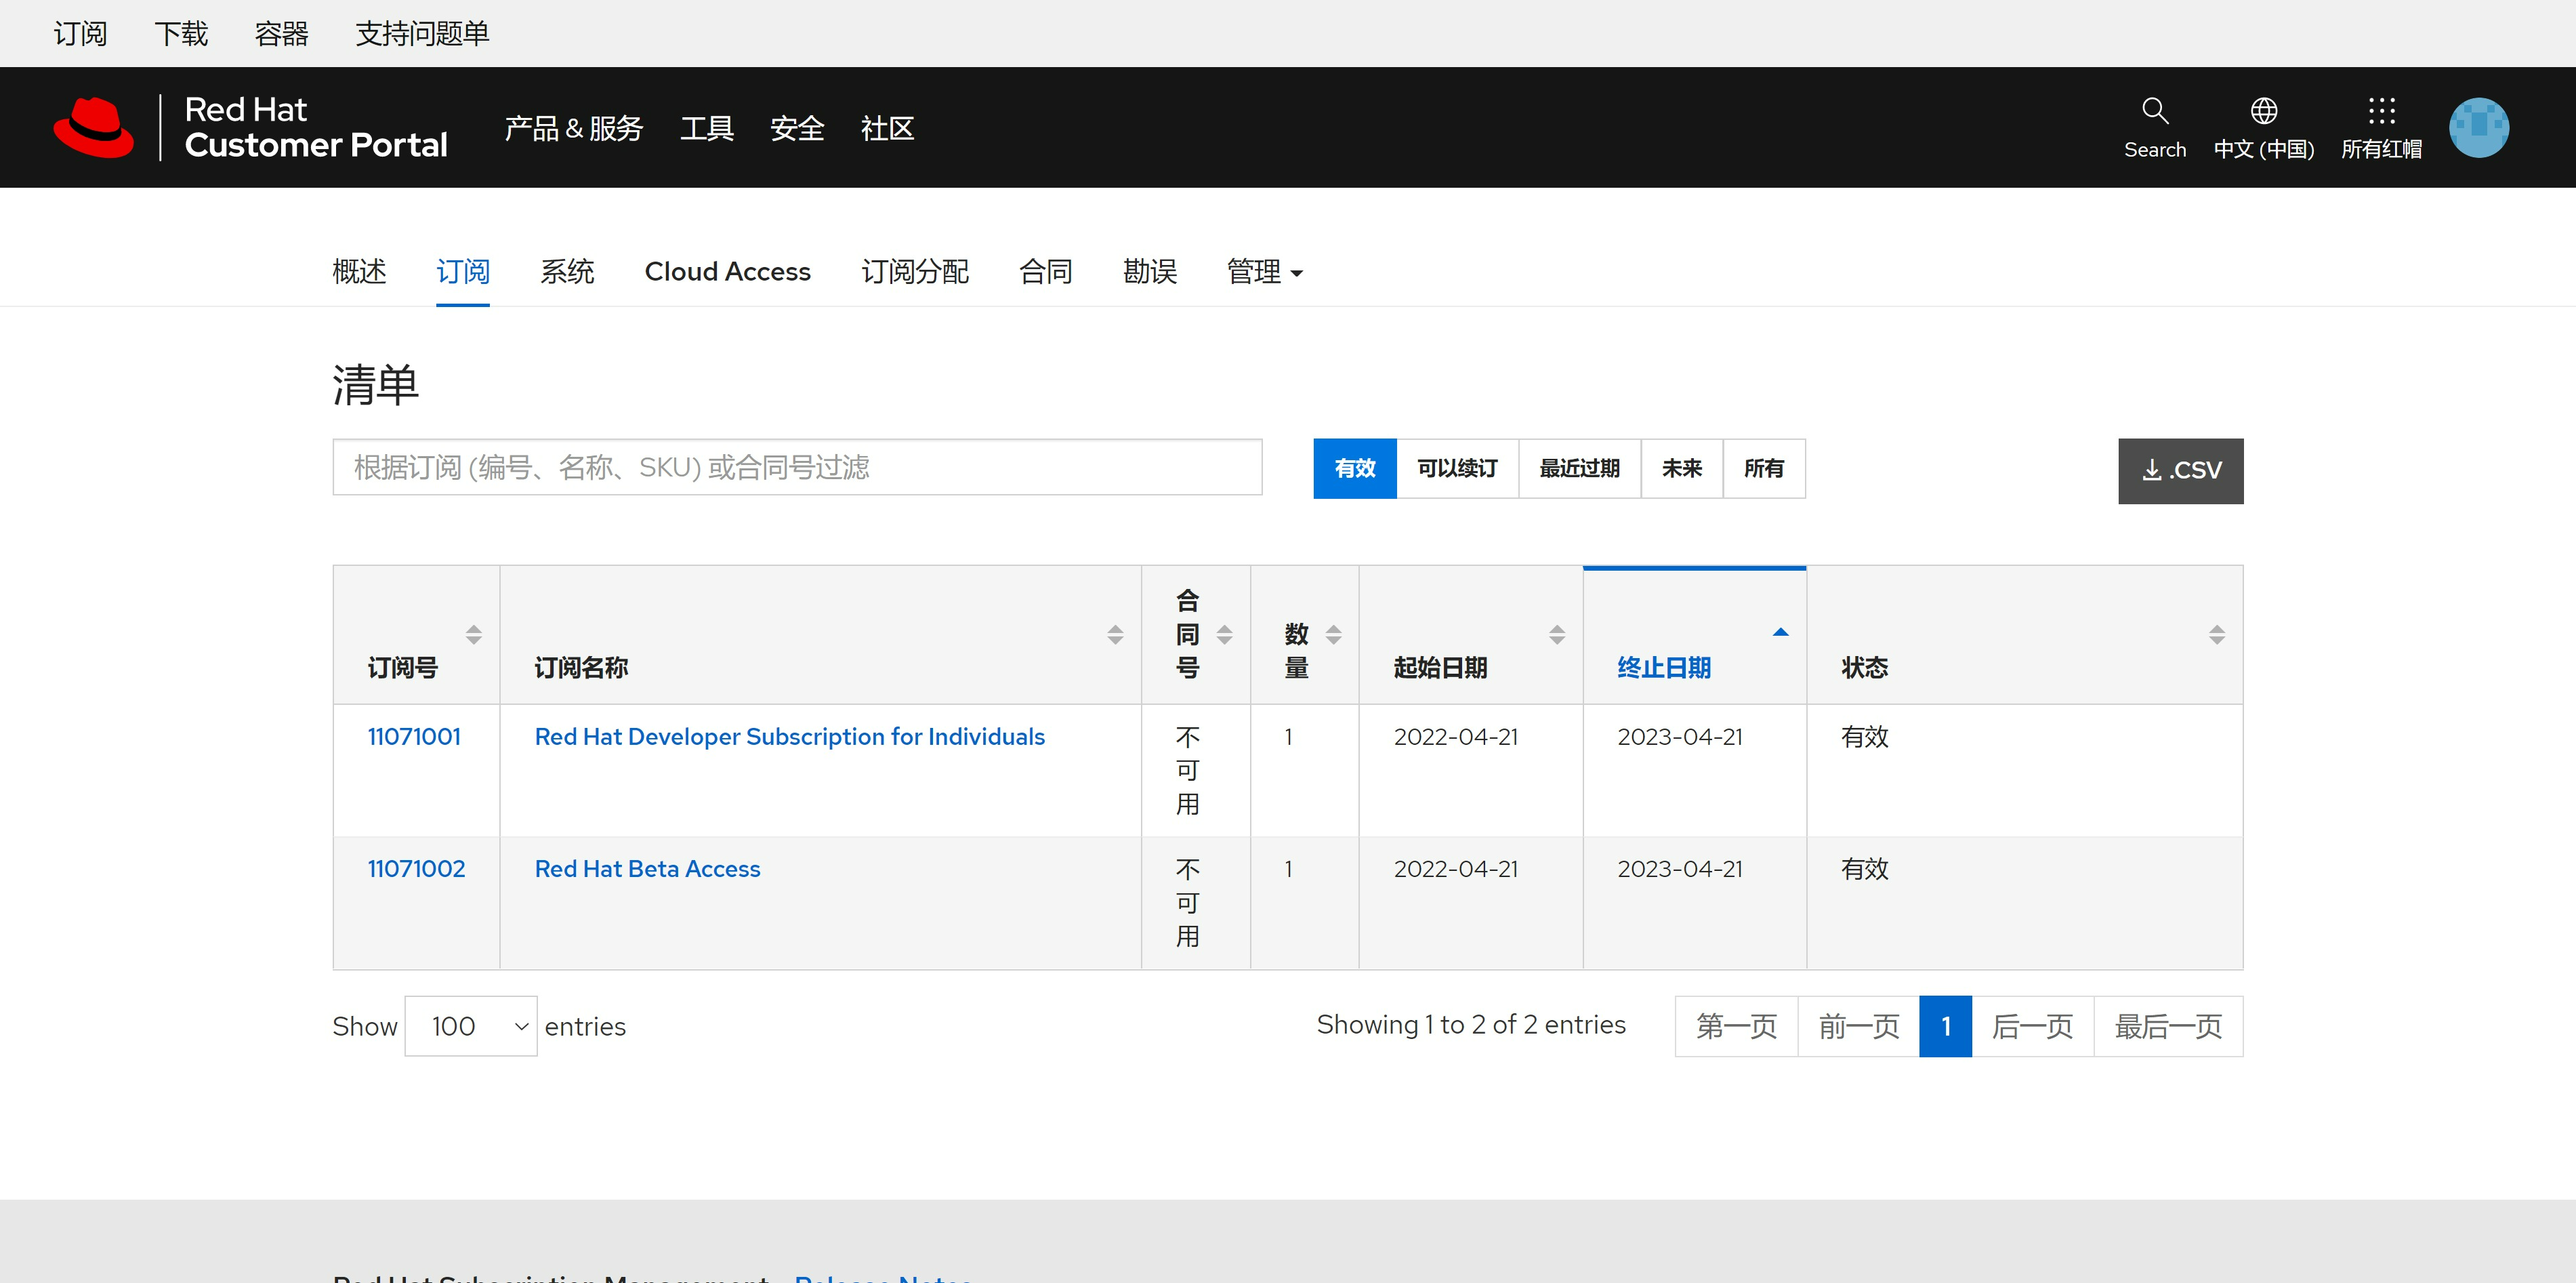 订阅 下载 容器 支持问题单
Red Hat
Customer Portal
产品 & 服务 工具 安全 社区
Search 中文 (中国) 所有红帽
概述 订阅 系统 Cloud Access 订阅分配 合同 勘误 管理
清单
根据订阅 (编号、名称、SKU) 或合同号过滤
有效 可以续订 最近过期 未来 所有
.CSV
订阅号 订阅名称 合同号 数量 起始日期 终止日期 状态
11071001 Red Hat Developer Subscription for Individuals 不可用 1 2022-04-21 2023-04-21 有效
11071002 Red Hat Beta Access 不可用 1 2022-04-21 2023-04-21 有效
Show 100 entries
Showing 1 to 2 of 2 entries
第一页 前一页 1 后一页 最后一页
Red Hat Subscription Management Release Notes